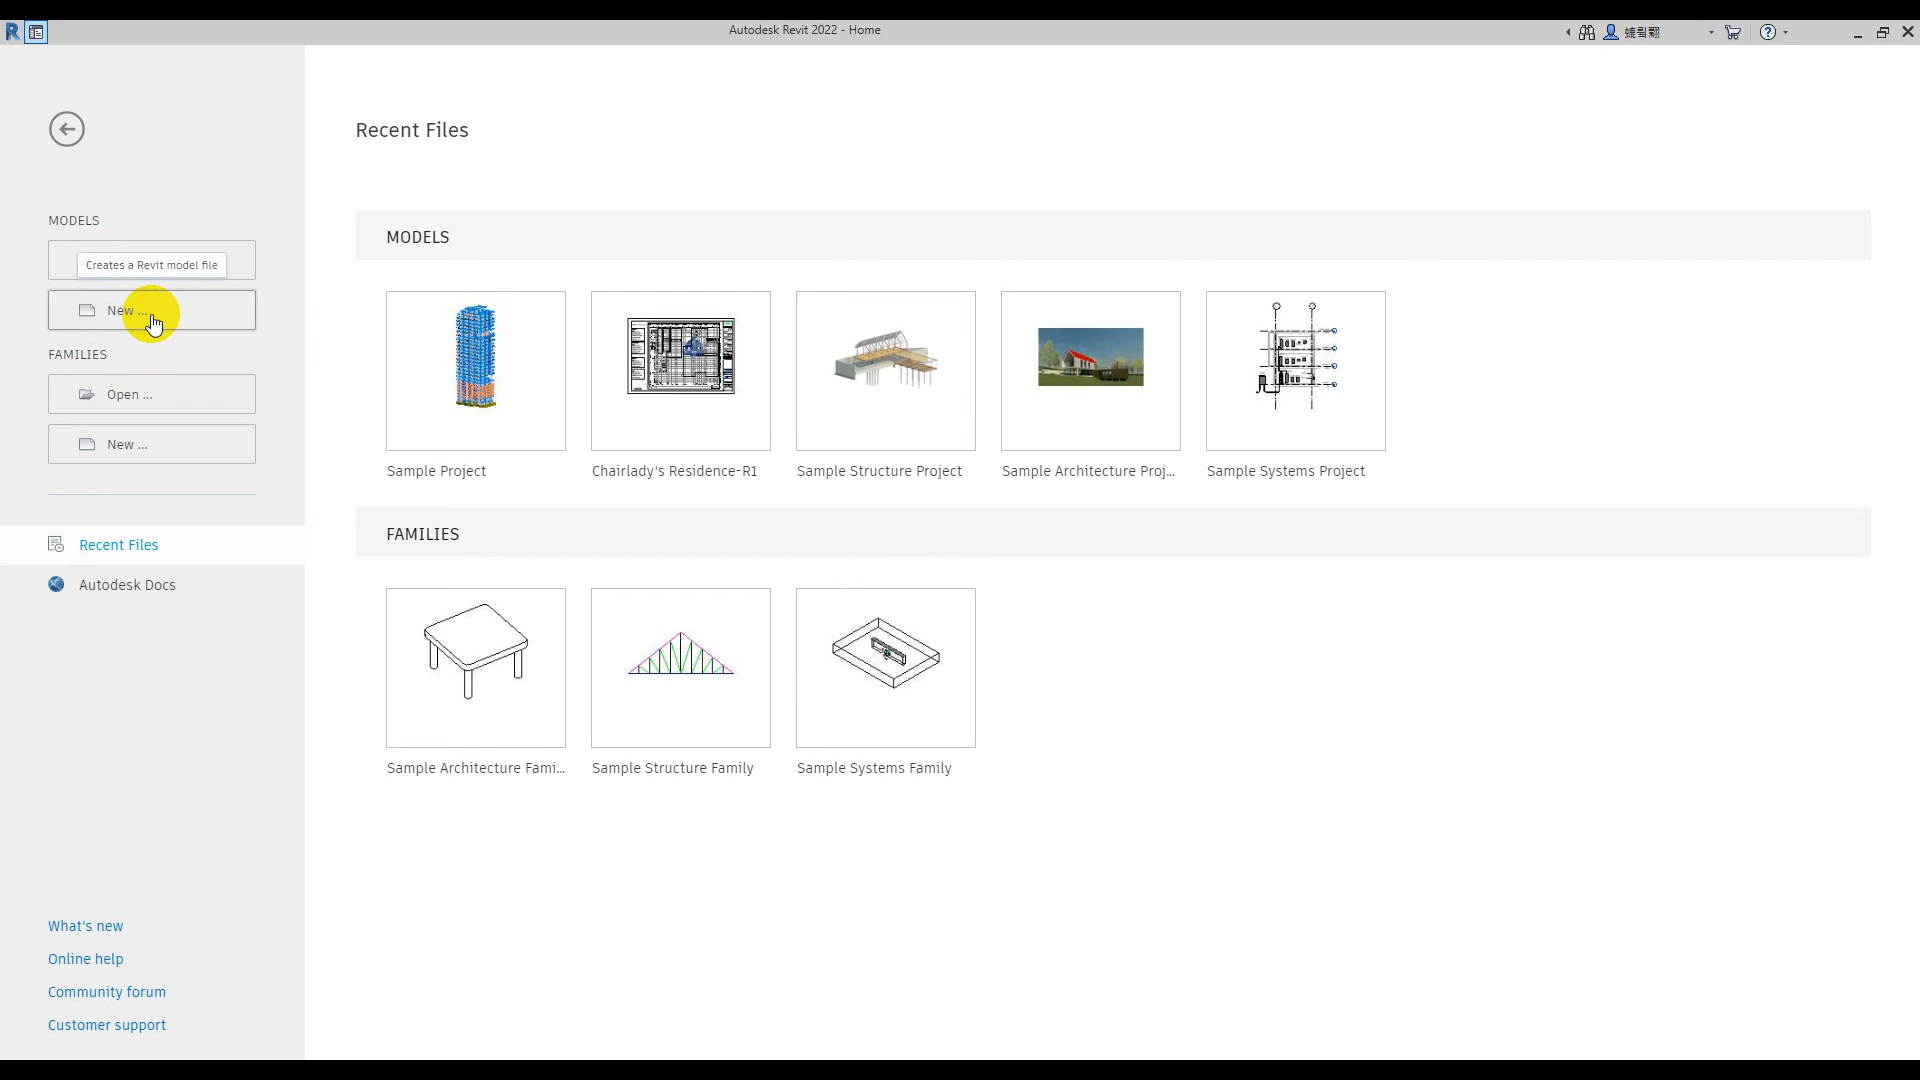 Autodesk Revit 2022 - Home
Recent Files
MODELS
Creates a Revit model file
New ...
FAMILIES
Open ...
New ...
Recent Files
Autodesk Docs
What's new
Online help
Community forum
Customer support
MODELS
Sample Project
Chairlady's Residence-R1
Sample Structure Project
Sample Architecture Proj...
Sample Systems Project
FAMILIES
Sample Architecture Fami...
Sample Structure Family
Sample Systems Family